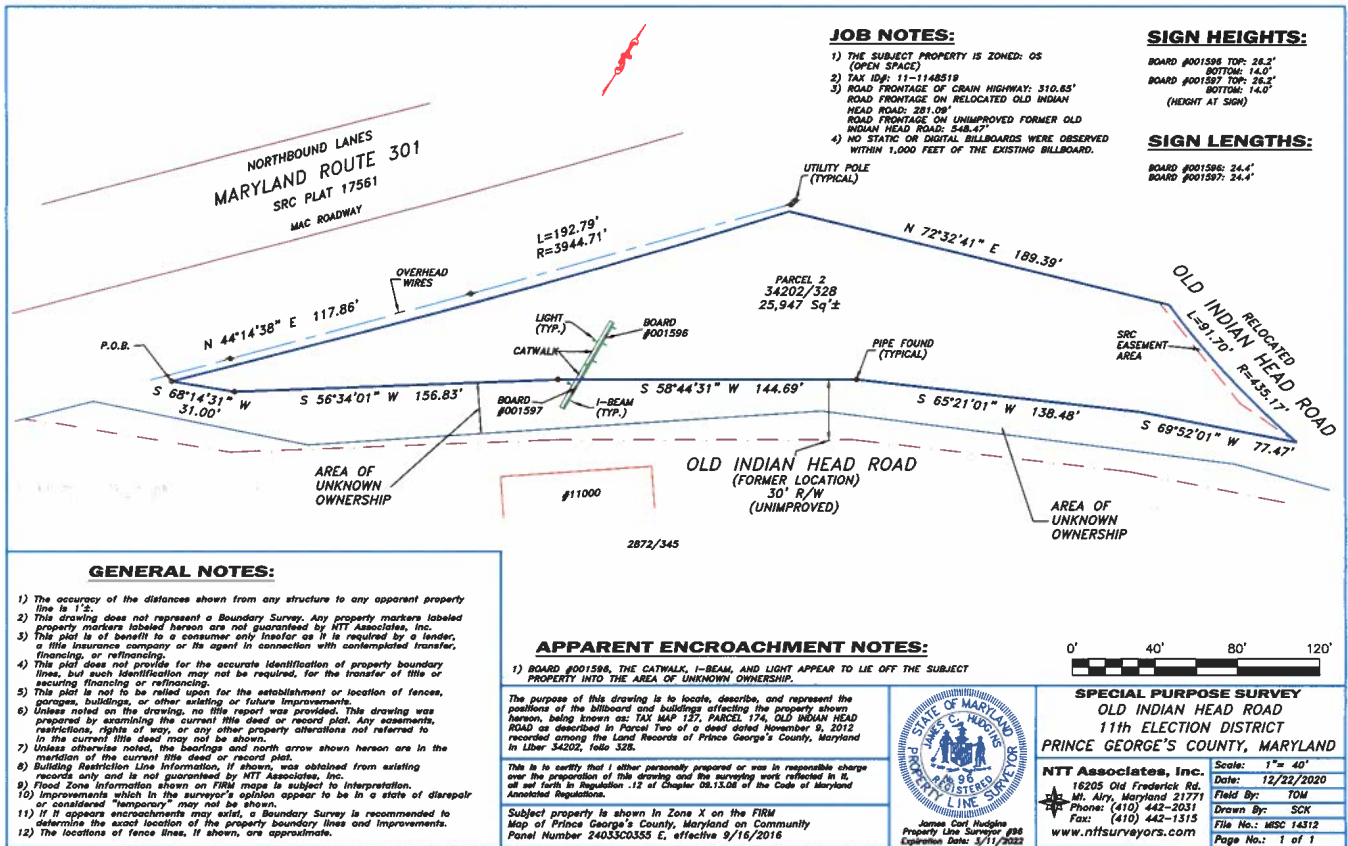 JOB NOTES:
1) THE SUBJECT PROPERTY IS ZONED: OS
(OPEN SPACE)
2) TAX ID#: 11-1148519
3) ROAD FRONTAGE OF CRAIN HIGHWAY: 310.65'
ROAD FRONTAGE ON RELOCATED OLD INDIAN
HEAD ROAD: 281.09'
ROAD FRONTAGE ON UNIMPROVED FORMER OLD
INDIAN HEAD ROAD: 548.47'
4) NO STATIC OR DIGITAL BILLBOARDS WERE OBSERVED
WITHIN 1,000 FEET OF THE EXISTING BILLBOARD.
SIGN HEIGHTS:
BOARD #001596 TOP: 26.2'
BOTTOM: 14.0'
BOARD #001597 TOP: 26.2'
BOTTOM: 14.0'
(HEIGHT AT SIGN)
SIGN LENGTHS:
BOARD #001596: 24.4'
BOARD #001597: 24.4'
NORTHBOUND LANES
MARYLAND ROUTE 301
SRC PLAT 17561
MAC ROADWAY
UTILITY POLE
(TYPICAL)
L=192.79'
R=3944.71'
N 72°32'41" E 189.39'
OVERHEAD
WIRES
PARCEL 2
34202/328
25,947 Sq'±
N 44°14'38" E 117.86'
P.O.B.
LIGHT
(TYP.)
BOARD
#001596
CATWALK
PIPE FOUND
(TYPICAL)
SRC
EASEMENT
AREA
RELOCATED
OLD INDIAN HEAD ROAD
L=91.70' R=435.17'
S 68°14'31" W
31.00'
S 56°34'01" W 156.83'
BOARD
#001597
I-BEAM
(TYP.)
S 58°44'31" W 144.69'
S 65°21'01" W 138.48'
S 69°52'01" W 77.47'
AREA OF
UNKNOWN
OWNERSHIP
#11000
OLD INDIAN HEAD ROAD
(FORMER LOCATION)
30' R/W
(UNIMPROVED)
AREA OF
UNKNOWN
OWNERSHIP
2872/345
GENERAL NOTES:
1) The accuracy of the distances shown from any structure to any apparent property
line is 1'±.
2) This drawing does not represent a Boundary Survey. Any property markers labeled
property markers labeled hereon are not guaranteed by NTT Associates, Inc.
3) This plat is of benefit to a consumer only insofar as it is required by a lender,
a title insurance company or its agent in connection with contemplated transfer,
financing, or refinancing.
4) This plat does not provide for the accurate identification of property boundary
lines, but such identification may not be required, for the transfer of title or
securing financing or refinancing.
5) This plat is not to be relied upon for the establishment or location of fences,
garages, buildings, or other existing or future improvements.
6) Unless noted on the drawing, no title report was provided. This drawing was
prepared by examining the current title deed or record plat. Any easements,
restrictions, rights of way, or any other property alterations not referred to
in the current title deed may not be shown.
7) Unless otherwise noted, the bearings and north arrow shown hereon are in the
meridian of the current title deed or record plat.
8) Building Restriction Line information, if shown, was obtained from existing
records only and is not guaranteed by NTT Associates, Inc.
9) Flood Zone information shown on FIRM maps is subject to interpretation.
10) Improvements which in the surveyor's opinion appear to be in a state of disrepair
or considered "temporary" may not be shown.
11) If it appears encroachments may exist, a Boundary Survey is recommended to
determine the exact location of the property boundary lines and improvements.
12) The locations of fence lines, if shown, are approximate.
APPARENT ENCROACHMENT NOTES:
1) BOARD #001596, THE CATWALK, I-BEAM, AND LIGHT APPEAR TO LIE OFF THE SUBJECT
PROPERTY INTO THE AREA OF UNKNOWN OWNERSHIP.
0' 40' 80' 120'
The purpose of this drawing is to locate, describe, and represent the
positions of the billboard and buildings affecting the property shown
hereon, being known as: TAX MAP 127, PARCEL 174, OLD INDIAN HEAD
ROAD as described in Parcel Two of a deed dated November 9, 2012
recorded among the Land Records of Prince George's County, Maryland
in Liber 34202, folio 328.
This is to certify that I either personally prepared or was in responsible charge
over the preparation of this drawing and the surveying work reflected in it,
all set forth in Regulation .12 of Chapter 09.13.06 of the Code of Maryland
Annotated Regulations.
Subject property is shown in Zone X on the FIRM
Map of Prince George's County, Maryland on Community
Panel Number 24033C0355 E, effective 9/16/2016
STATE OF MARYLAND
JAMES C. HUDGINS
No. 96
REGISTERED
PROPERTY LINE SURVEYOR
James Carl Hudgins
Property Line Surveyor #96
Expiration Date: 3/11/2022
SPECIAL PURPOSE SURVEY
OLD INDIAN HEAD ROAD
11th ELECTION DISTRICT
PRINCE GEORGE'S COUNTY, MARYLAND
NTT Associates, Inc.
16205 Old Frederick Rd.
Mt. Airy, Maryland 21771
Phone: (410) 442-2031
Fax: (410) 442-1315
www.nttsurveyors.com
Scale: 1"= 40'
Date: 12/22/2020
Field By: TOM
Drawn By: SCK
File No.: MISC 14312
Page No.: 1 of 1